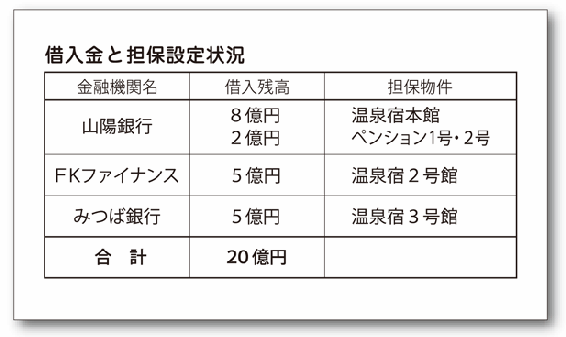 借入金と担保設定状況
金融機関名 借入残高 担保物件
山陽銀行 8億円 温泉宿本館
2億円 ペンション1号・2号
FKファイナンス 5億円 温泉宿2号館
みつば銀行 5億円 温泉宿3号館
合 計 20億円